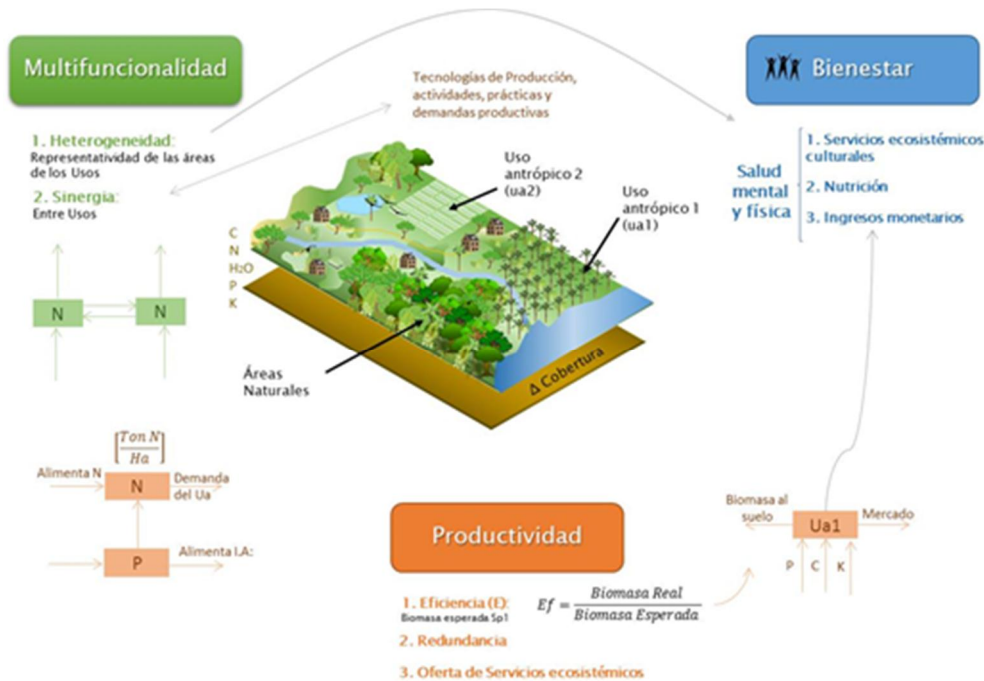 Multifuncionalidad
Bienestar
Tecnologías de Producción,
actividades, prácticas y
demandas productivas
1. Heterogeneidad:
Representatividad de las áreas
de los Usos
2. Sinergia:
Entre Usos
Uso
antrópico 2
(ua2)
Uso
antrópico 1
(ua1)
Salud
mental
y física
1. Servicios ecosistémicos
culturales
2. Nutrición
3. Ingresos monetarios
C
N
H2O
P
K
N
N
Áreas
Naturales
Δ Cobertura
[Ton N
Ha]
Alimenta N
N
Demanda
del Ua
P
Alimenta I.A:
Productividad
Biomasa al
suelo
Ua1
Mercado
P C K
1. Eficiencia (E):
Biomasa esperada Sp1
Ef = Biomasa Real
Biomasa Esperada
2. Redundancia
3. Oferta de Servicios ecosistémicos